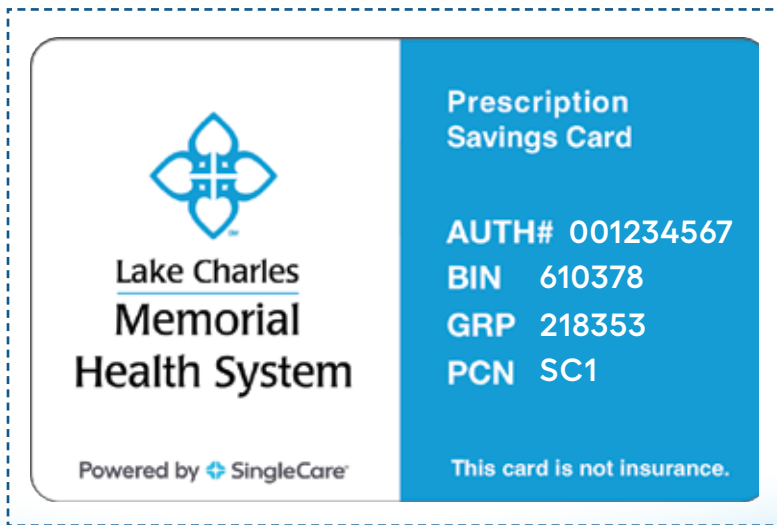 Lake Charles
Memorial
Health System
Powered by SingleCare
Prescription
Savings Card
AUTH# 001234567
BIN 610378
GRP 218353
PCN SC1
This card is not insurance.